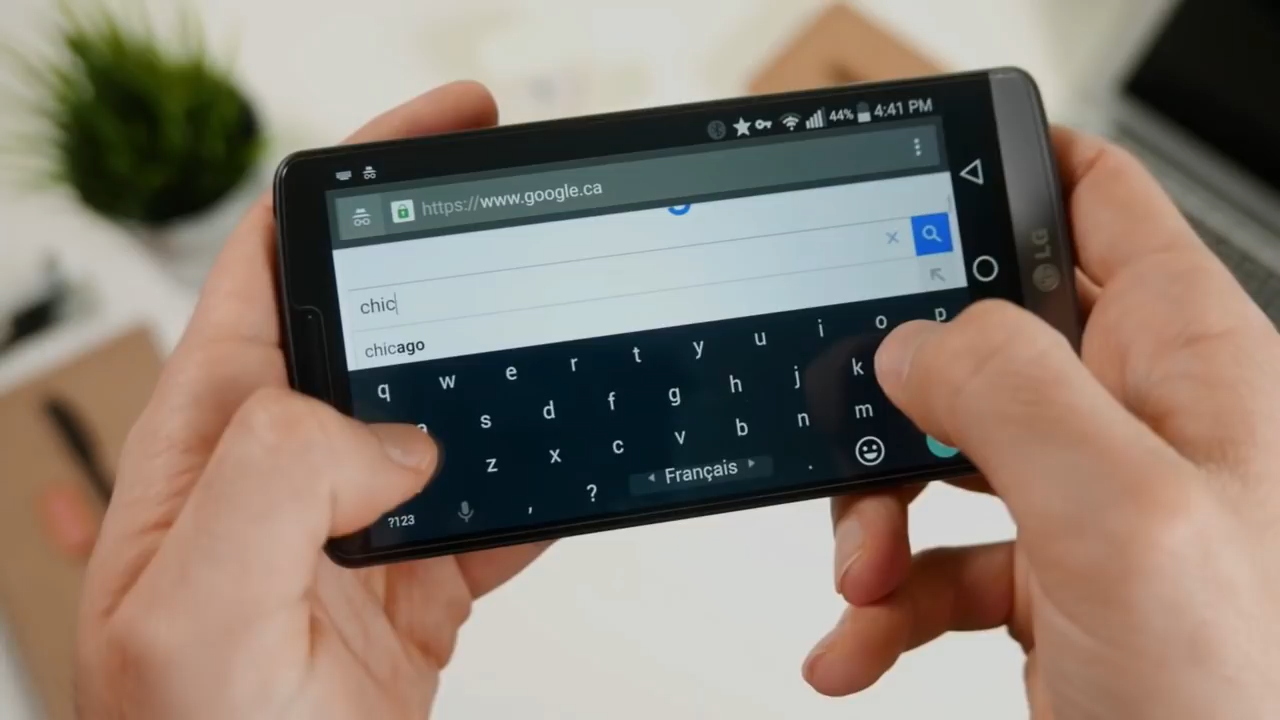 44% 4:41 PM
https://www.google.ca
chic
chicago
LG
q w e r t y u i o p
s d f g h j k
z x c v b n m
?123 , ? Français .